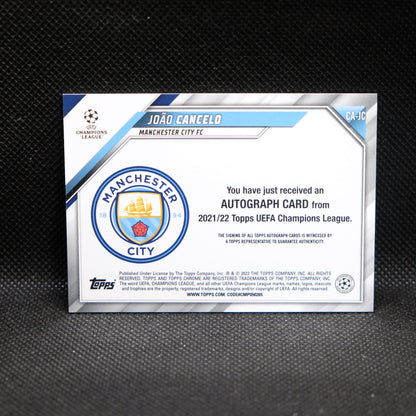 UEFA
CHAMPIONS
LEAGUE
JOÃO CANCELO
CA-JC
MANCHESTER CITY FC
MANCHESTER
18 94
CITY
You have just received an
AUTOGRAPH CARD from
2021/22 Topps UEFA Champions League.
THE SIGNING OF ALL TOPPS AUTOGRAPH CARDS IS WITNESSED BY
A TOPPS REPRESENTATIVE TO GUARANTEE AUTHENTICITY.
Topps
Published Under License by The Topps Company, Inc. ® & © 2022 THE TOPPS COMPANY, INC. ALL RIGHTS
RESERVED. TOPPS AND TOPPS CHROME ARE REGISTERED TRADEMARKS OF THE TOPPS COMPANY, INC.
The word UEFA, CHAMPIONS LEAGUE, and all other UEFA Champions League marks, names, logos, mascots
and trophies are the property, registered trademarks, designs and/or copyright of UEFA. All rights reserved
WWW.TOPPS.COM